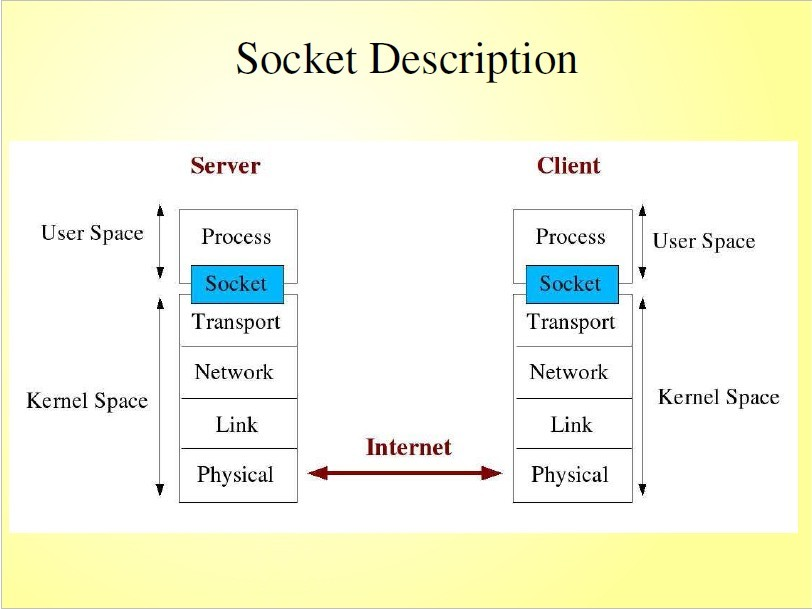 Socket Description
Server
Client
User Space
Process
Process
User Space
Socket
Socket
Transport
Transport
Network
Network
Kernel Space
Kernel Space
Link
Link
Internet
Physical
Physical